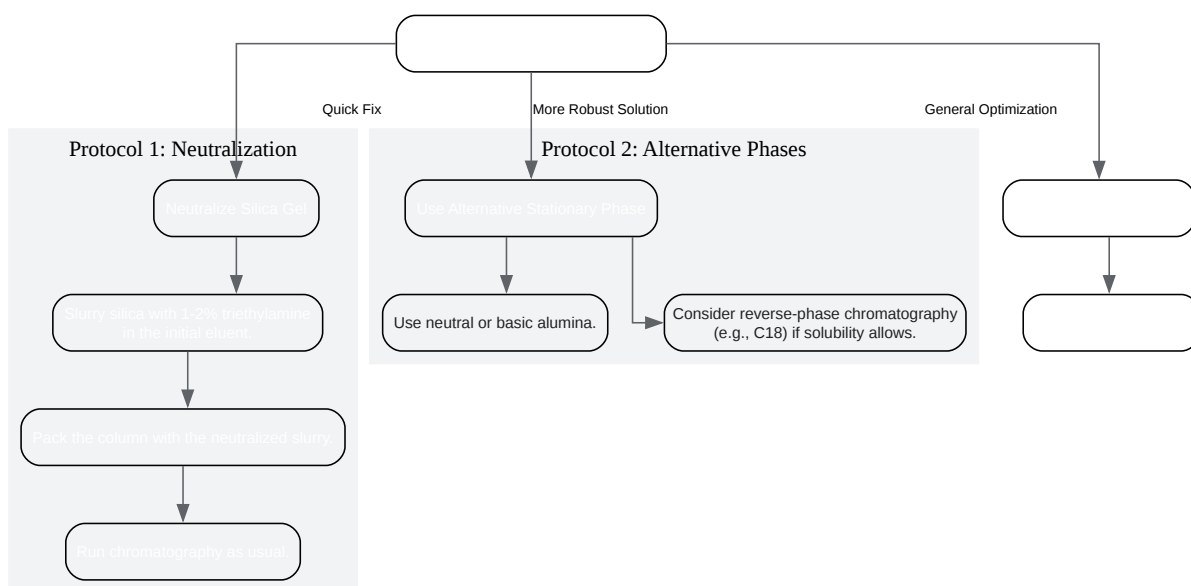 Quick Fix
More Robust Solution
General Optimization
Protocol 1: Neutralization
Protocol 2: Alternative Phases
Neutralize Silica Gel
Use Alternative Stationary Phase
Slurry silica with 1-2% triethylamine
in the initial eluent.
Use neutral or basic alumina.
Consider reverse-phase chromatography
(e.g., C18) if solubility allows.
Pack the column with the neutralized slurry.
Run chromatography as usual.